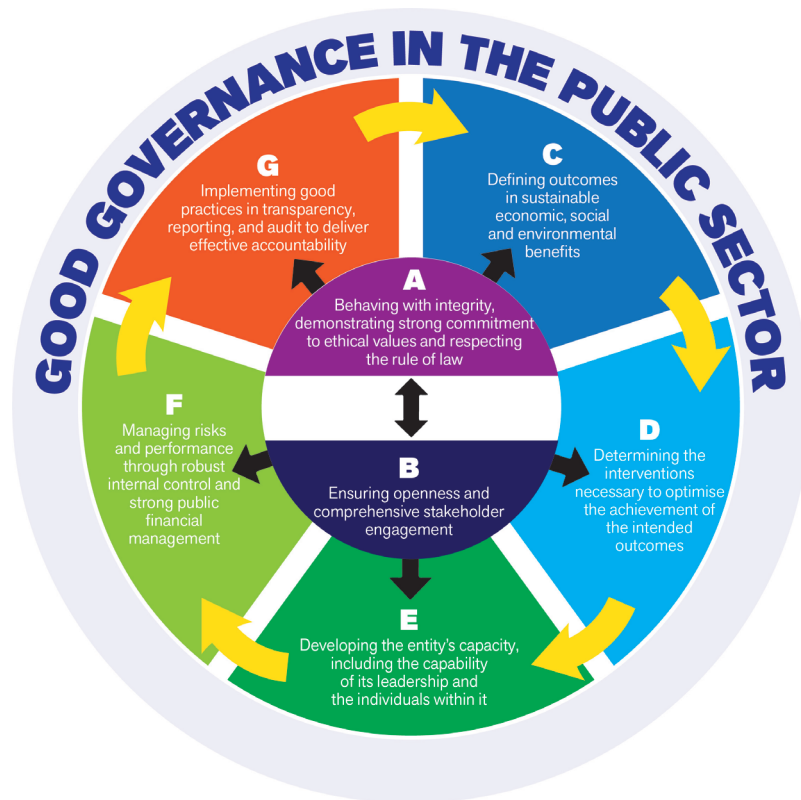 GOOD GOVERNANCE IN THE PUBLIC SECTOR
G
Implementing good
practices in transparency,
reporting, and audit to deliver
effective accountability
C
Defining outcomes
in sustainable
economic, social
and environmental
benefits
A
Behaving with integrity,
demonstrating strong commitment
to ethical values and respecting
the rule of law
F
Managing risks
and performance
through robust
internal control and
strong public
financial
management
B
Ensuring openness and
comprehensive stakeholder
engagement
D
Determining the
interventions
necessary to optimise
the achievement of
the intended
outcomes
E
Developing the entity's capacity,
including the capability
of its leadership and
the individuals within it